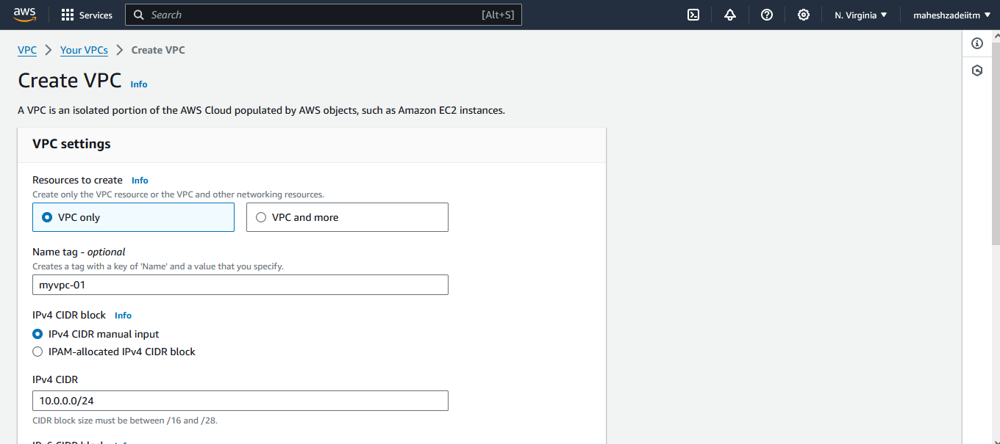 aws Services Search [Alt+S] N. Virginia maheshzadeiitm
VPC Your VPCs Create VPC
Create VPC Info
A VPC is an isolated portion of the AWS Cloud populated by AWS objects, such as Amazon EC2 instances.
VPC settings
Resources to create Info
Create only the VPC resource or the VPC and other networking resources.
VPC only VPC and more
Name tag - optional
Creates a tag with a key of 'Name' and a value that you specify.
myvpc-01
IPv4 CIDR block Info
IPv4 CIDR manual input
IPAM-allocated IPv4 CIDR block
IPv4 CIDR
10.0.0.0/24
CIDR block size must be between /16 and /28.